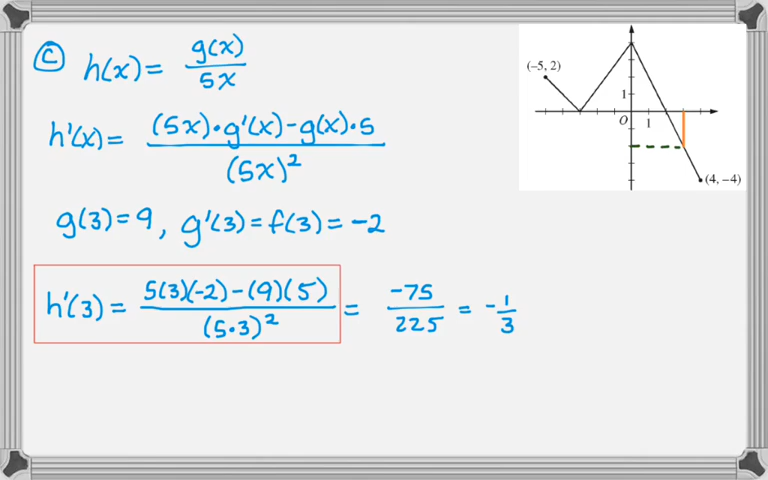 Ⓒ h(x) = g(x)/5x
h'(x) = (5x)·g'(x) – g(x)·5 / (5x)²
g(3) = 9, g'(3) = f(3) = -2
h'(3) = 5(3)(-2) – (9)(5) / (5·3)² = -75/225 = -1/3
(–5, 2)
1
O 1
(4, –4)